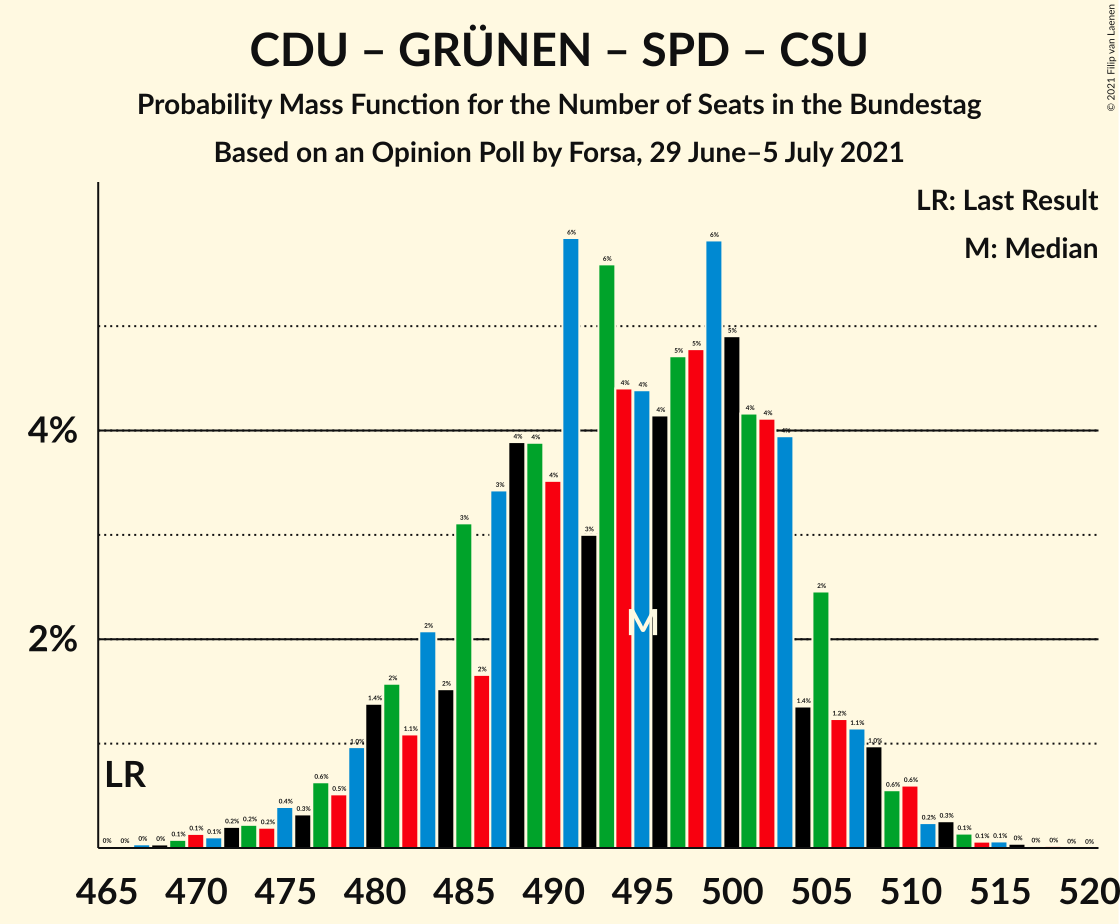 CDU – GRÜNEN – SPD – CSU
Probability Mass Function for the Number of Seats in the Bundestag
Based on an Opinion Poll by Forsa, 29 June–5 July 2021
© 2021 Filip van Laenen
LR: Last Result
M: Median
4%
2%
LR
M
0% 0% 0% 0% 0.1% 0.1% 0.1% 0.2% 0.2% 0.2% 0.4% 0.3% 0.6% 0.5% 1.0% 1.4% 2% 1.1% 2% 2% 3% 2% 3% 4% 4% 4% 6% 3% 6% 4% 4% 4% 5% 5% 6% 5% 4% 4% 4% 1.4% 2% 1.2% 1.1% 1.0% 0.6% 0.6% 0.2% 0.3% 0.1% 0.1% 0.1% 0% 0% 0% 0% 0%
465 470 475 480 485 490 495 500 505 510 515 520